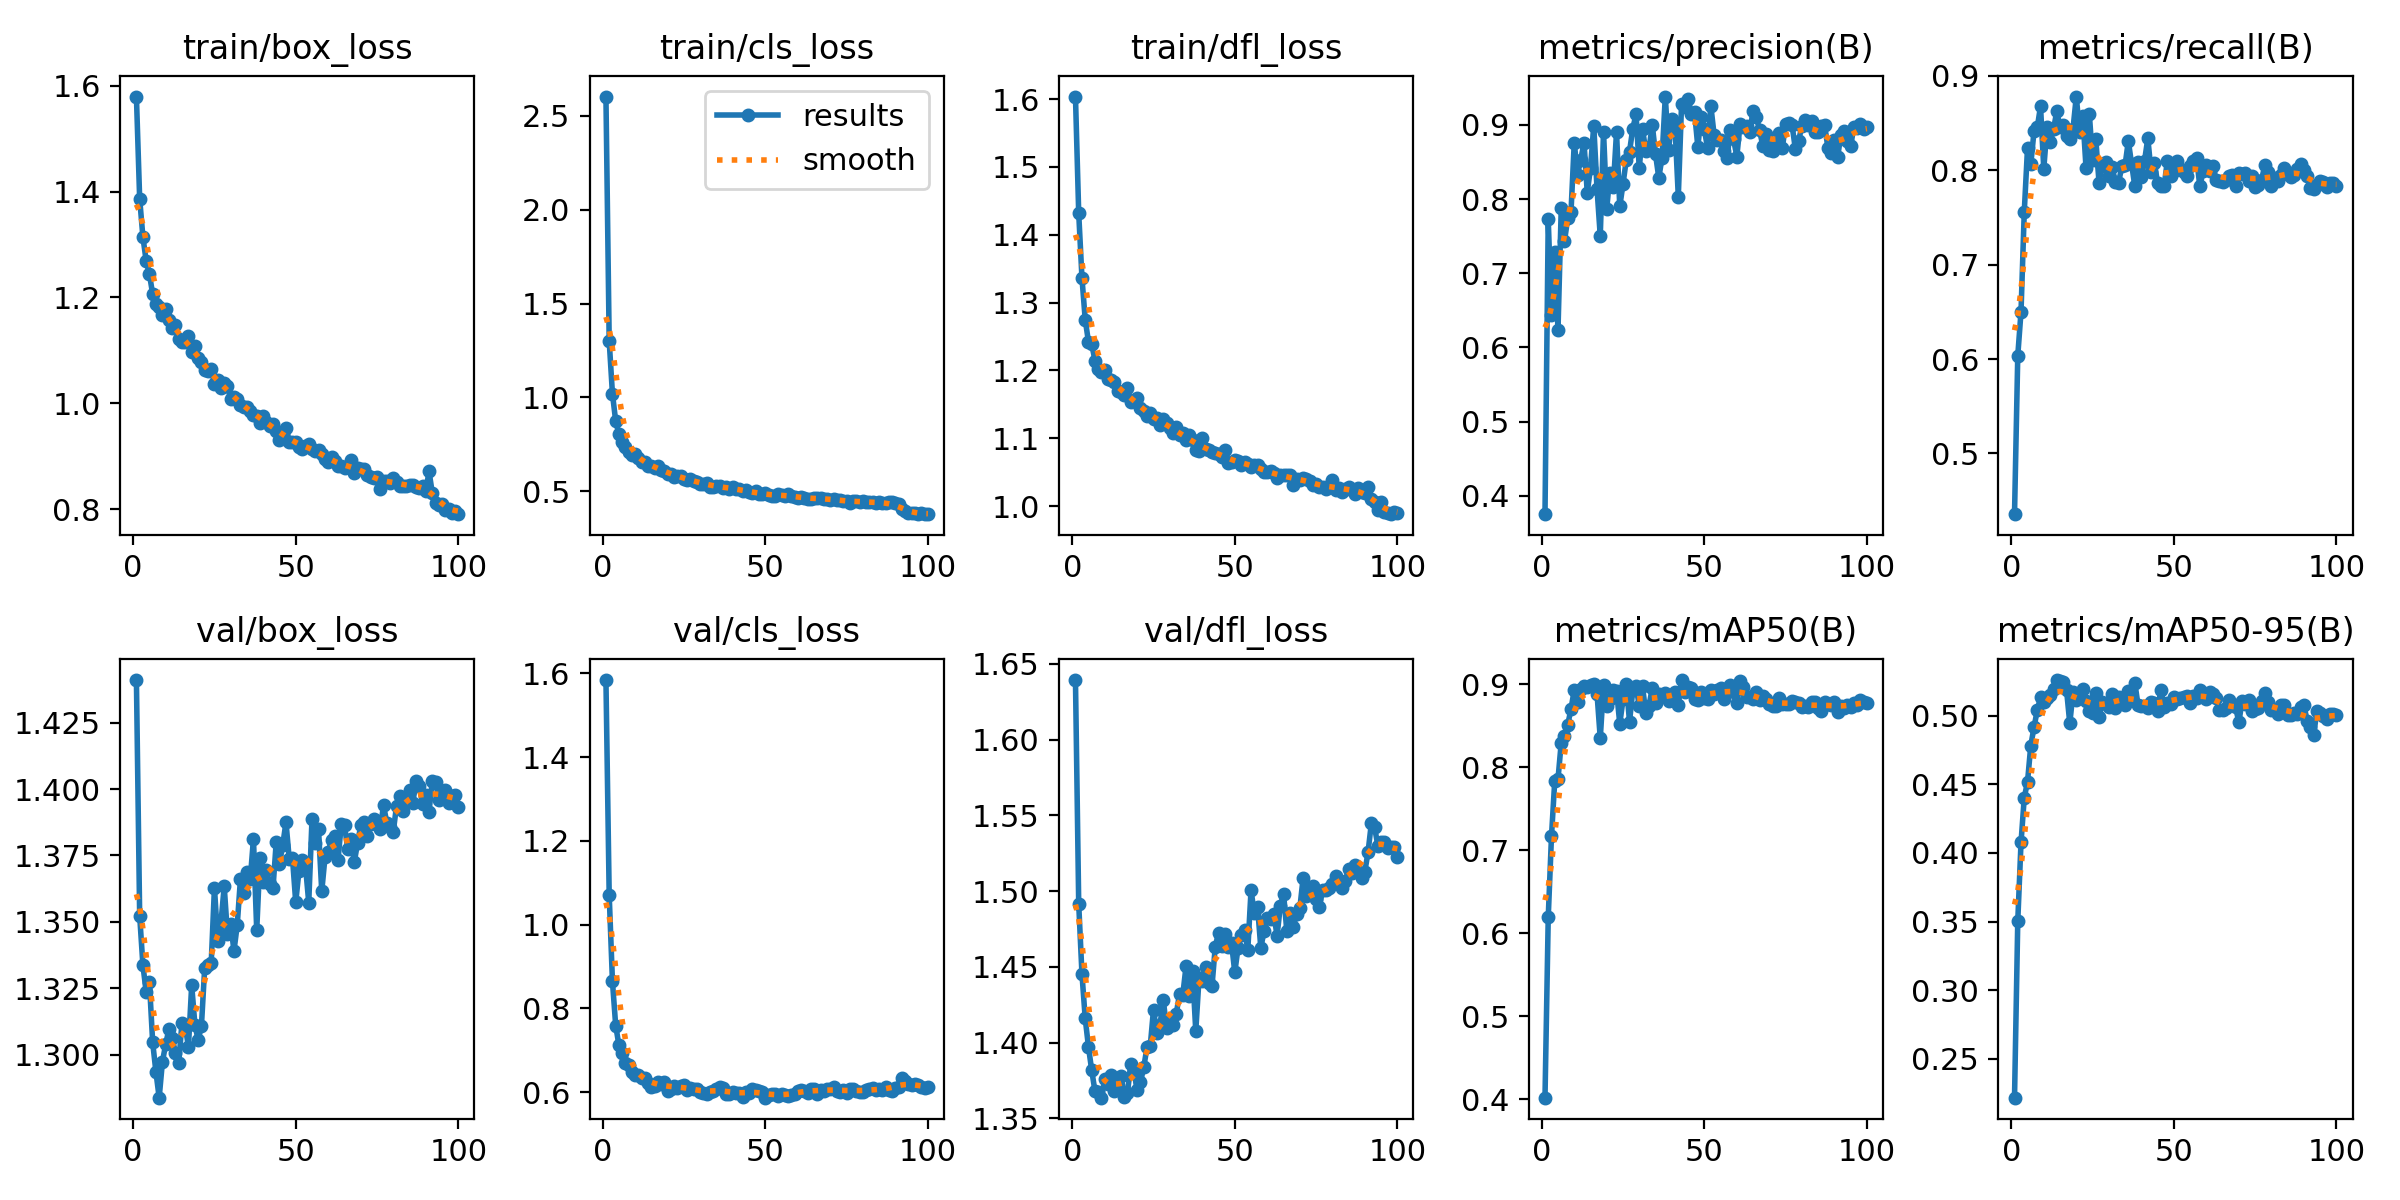 train/box_loss
1.6
1.4
1.2
1.0
0.8
0 50 100
train/cls_loss
results
smooth
2.5
2.0
1.5
1.0
0.5
0 50 100
train/dfl_loss
1.6
1.5
1.4
1.3
1.2
1.1
1.0
0 50 100
metrics/precision(B)
0.9
0.8
0.7
0.6
0.5
0.4
0 50 100
metrics/recall(B)
0.9
0.8
0.7
0.6
0.5
0 50 100
val/box_loss
1.425
1.400
1.375
1.350
1.325
1.300
0 50 100
val/cls_loss
1.6
1.4
1.2
1.0
0.8
0.6
0 50 100
val/dfl_loss
1.65
1.60
1.55
1.50
1.45
1.40
1.35
0 50 100
metrics/mAP50(B)
0.9
0.8
0.7
0.6
0.5
0.4
0 50 100
metrics/mAP50-95(B)
0.50
0.45
0.40
0.35
0.30
0.25
0 50 100